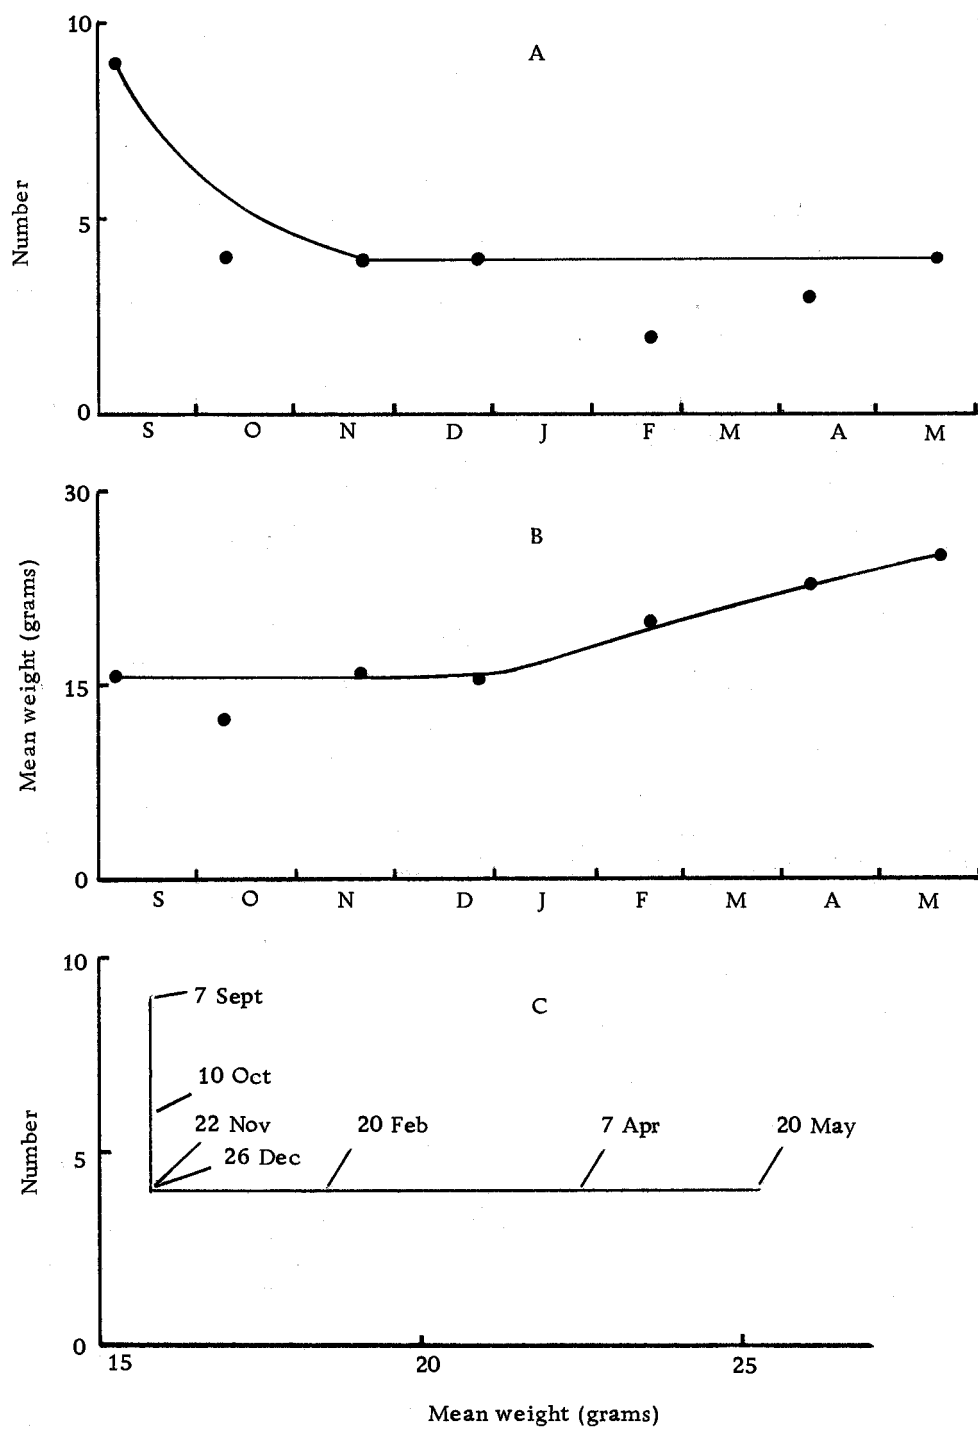 10
A
Number
5
0
S O N D J F M A M
30
B
Mean weight (grams)
15
0
S O N D J F M A M
10
7 Sept
C
10 Oct
22 Nov 20 Feb 7 Apr 20 May
Number
5
26 Dec
0
15 20 25
Mean weight (grams)